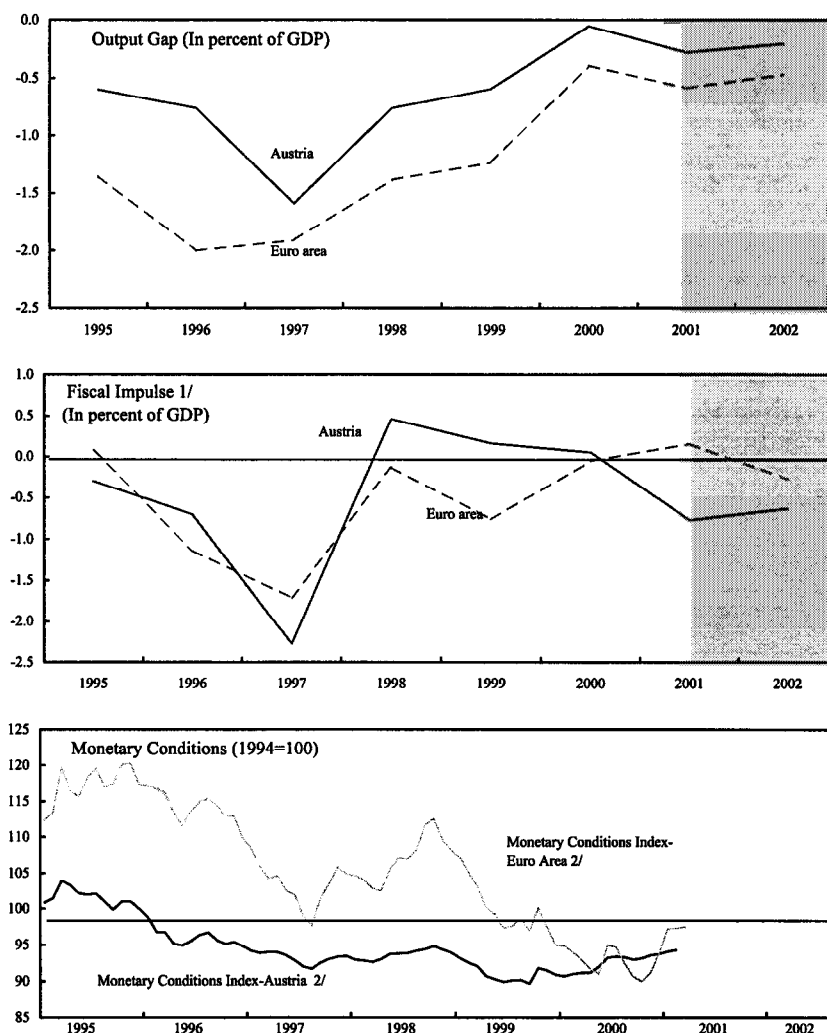 0.0
Output Gap (In percent of GDP)
-0.5
-1.0
Austria
-1.5
-2.0
Euro area
-2.5
1995 1996 1997 1998 1999 2000 2001 2002
1.0
Fiscal Impulse 1/
(In percent of GDP)
0.5
Austria
0.0
-0.5
Euro area
-1.0
-1.5
-2.0
-2.5
1995 1996 1997 1998 1999 2000 2001 2002
125
Monetary Conditions (1994=100)
120
115
110
Monetary Conditions Index-
Euro Area 2/
105
100
95
90
Monetary Conditions Index-Austria 2/
85
1995 1996 1997 1998 1999 2000 2001 2002